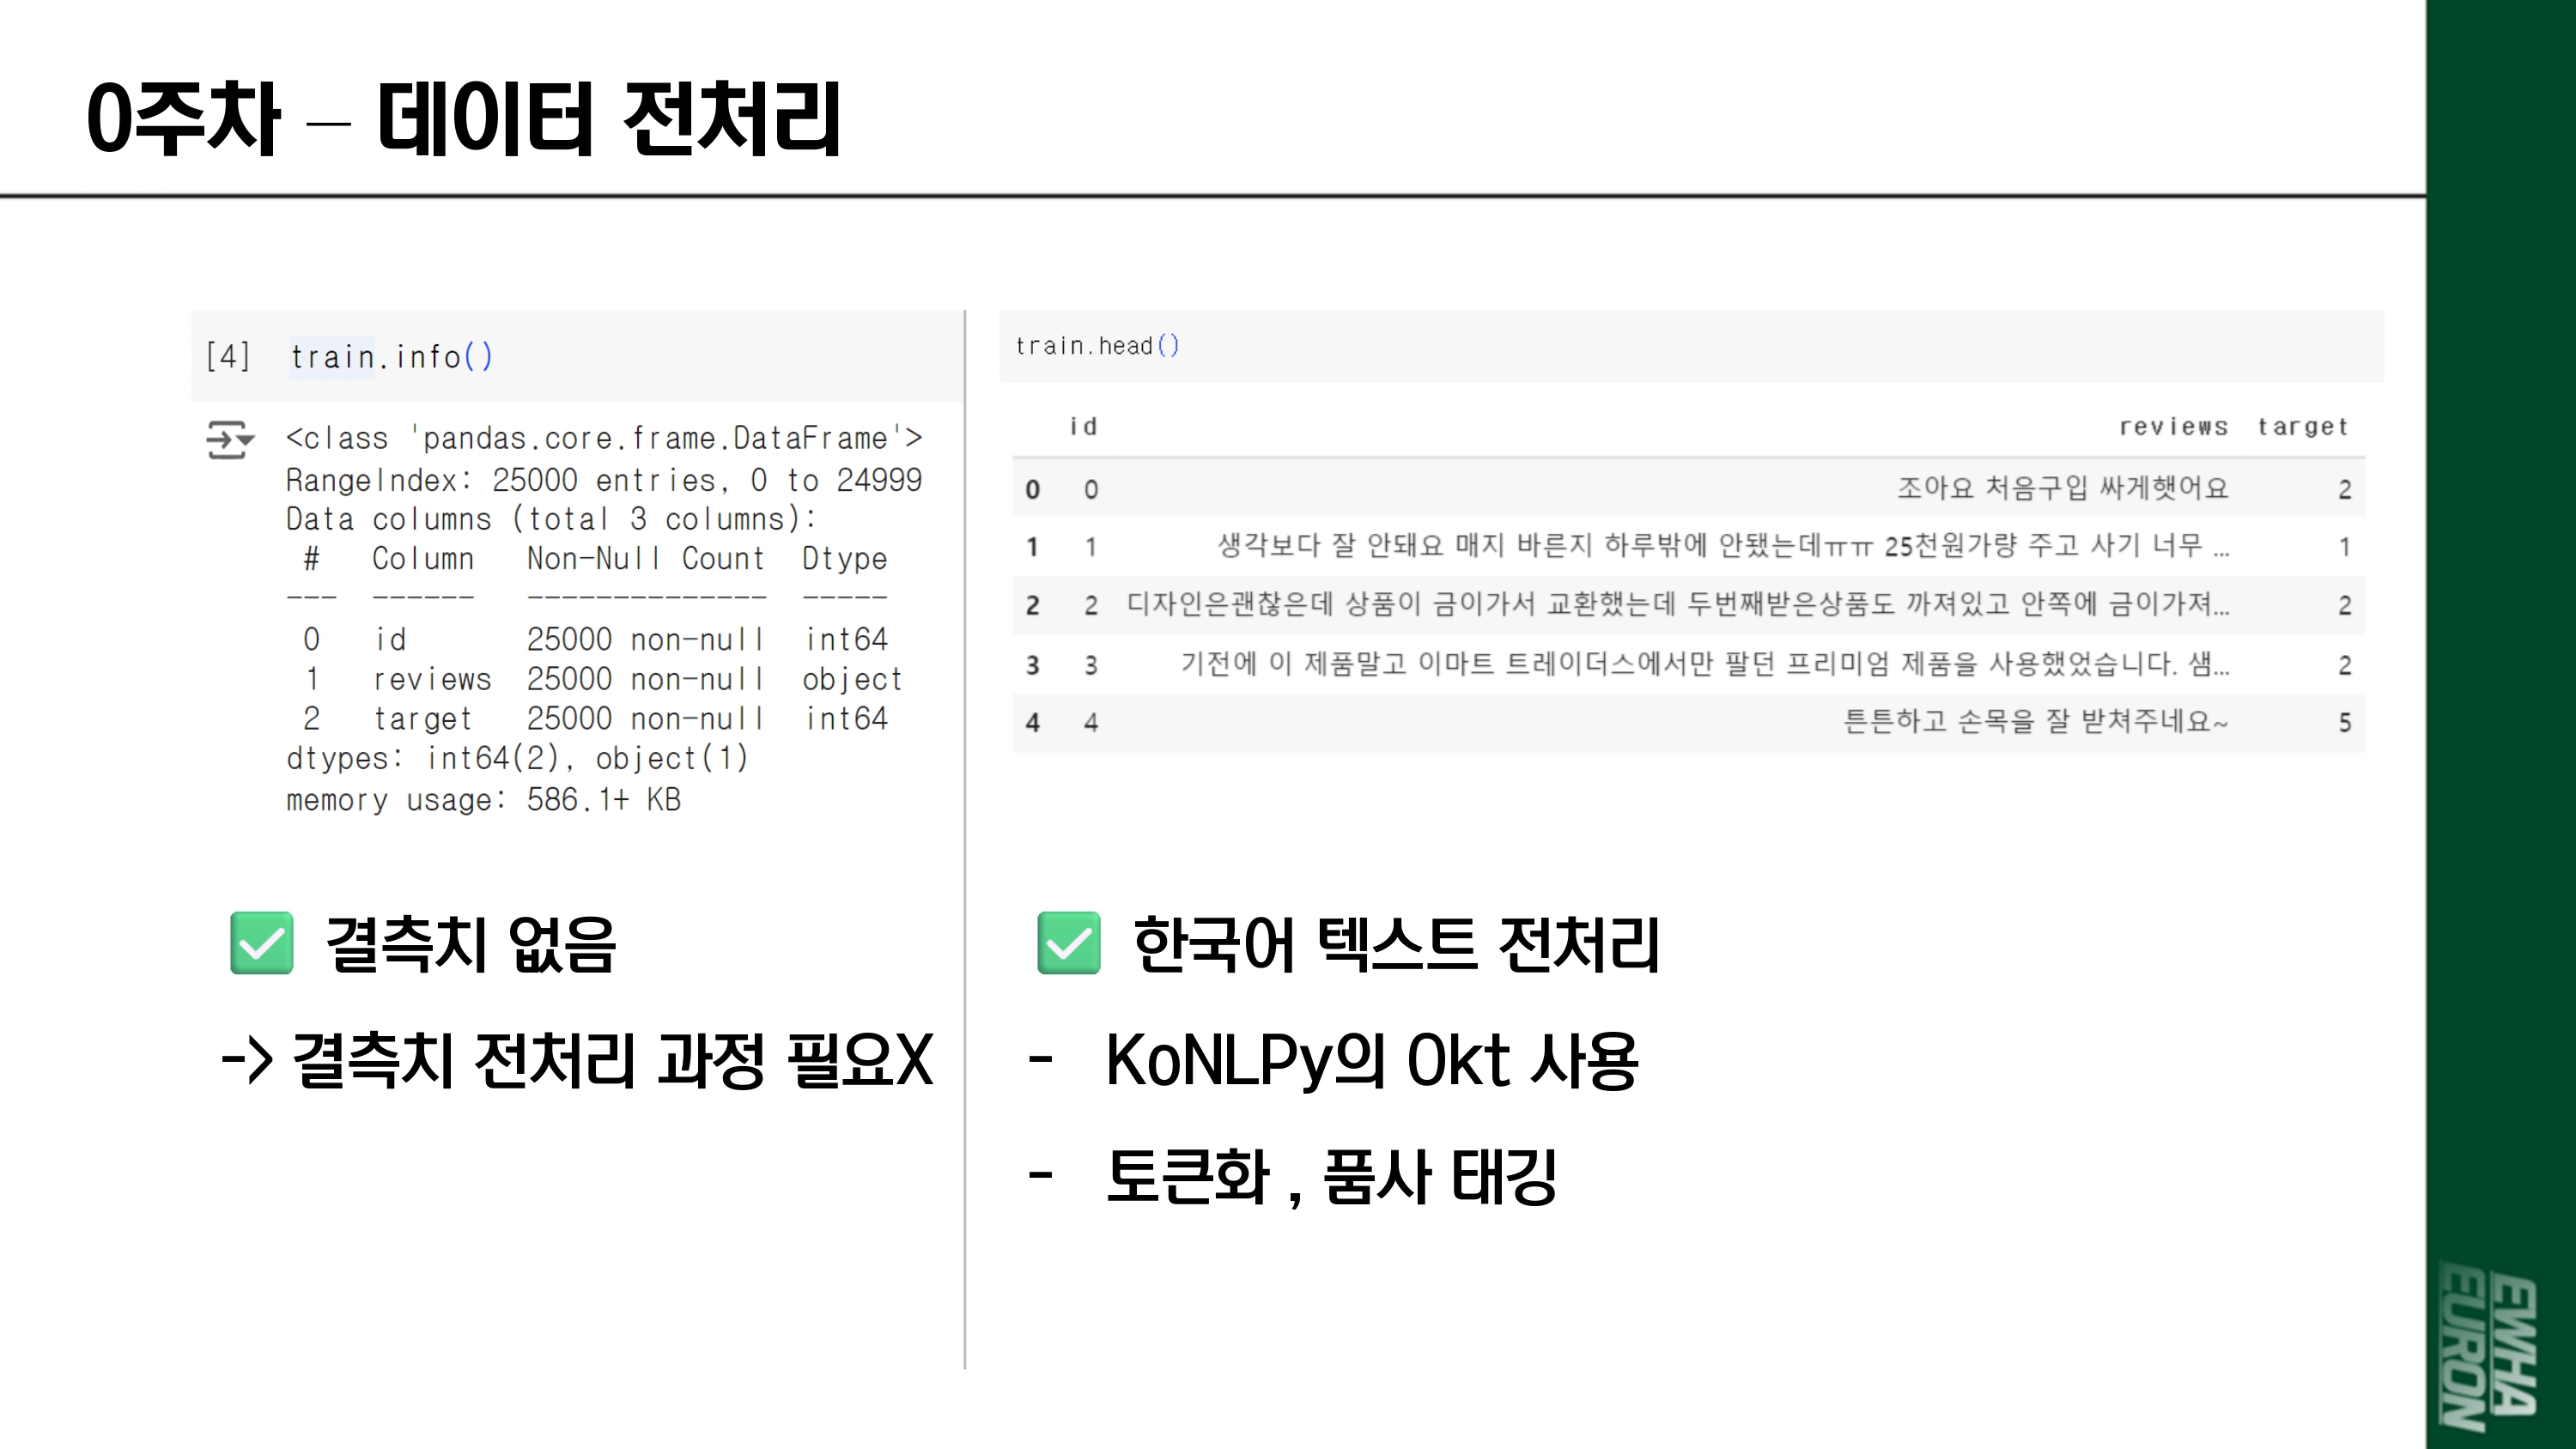 0주차 – 데이터 전처리
[4] train.info()
<class 'pandas.core.frame.DataFrame'>
RangeIndex: 25000 entries, 0 to 24999
Data columns (total 3 columns):
# Column Non-Null Count Dtype
--- ------ -------------- -----
0 id 25000 non-null int64
1 reviews 25000 non-null object
2 target 25000 non-null int64
dtypes: int64(2), object(1)
memory usage: 586.1+ KB
✅ 결측치 없음
-> 결측치 전처리 과정 필요X
train.head()
id reviews target
0 0 조아요 처음구입 싸게햇어요 2
1 1 생각보다 잘 안돼요 매지 바른지 하루밖에 안됐는데ㅠㅠ 25천원가량 주고 사기 너무 ... 1
2 2 디자인은괜찮은데 상품이 금이가서 교환했는데 두번째받은상품도 까져있고 안쪽에 금이가져... 2
3 3 기전에 이 제품말고 이마트 트레이더스에서만 팔던 프리미엄 제품을 사용했었습니다. 샘... 2
4 4 튼튼하고 손목을 잘 받쳐주네요~ 5
✅ 한국어 텍스트 전처리
- KoNLPy의 Okt 사용
- 토큰화 , 품사 태깅
EWHA
EURON